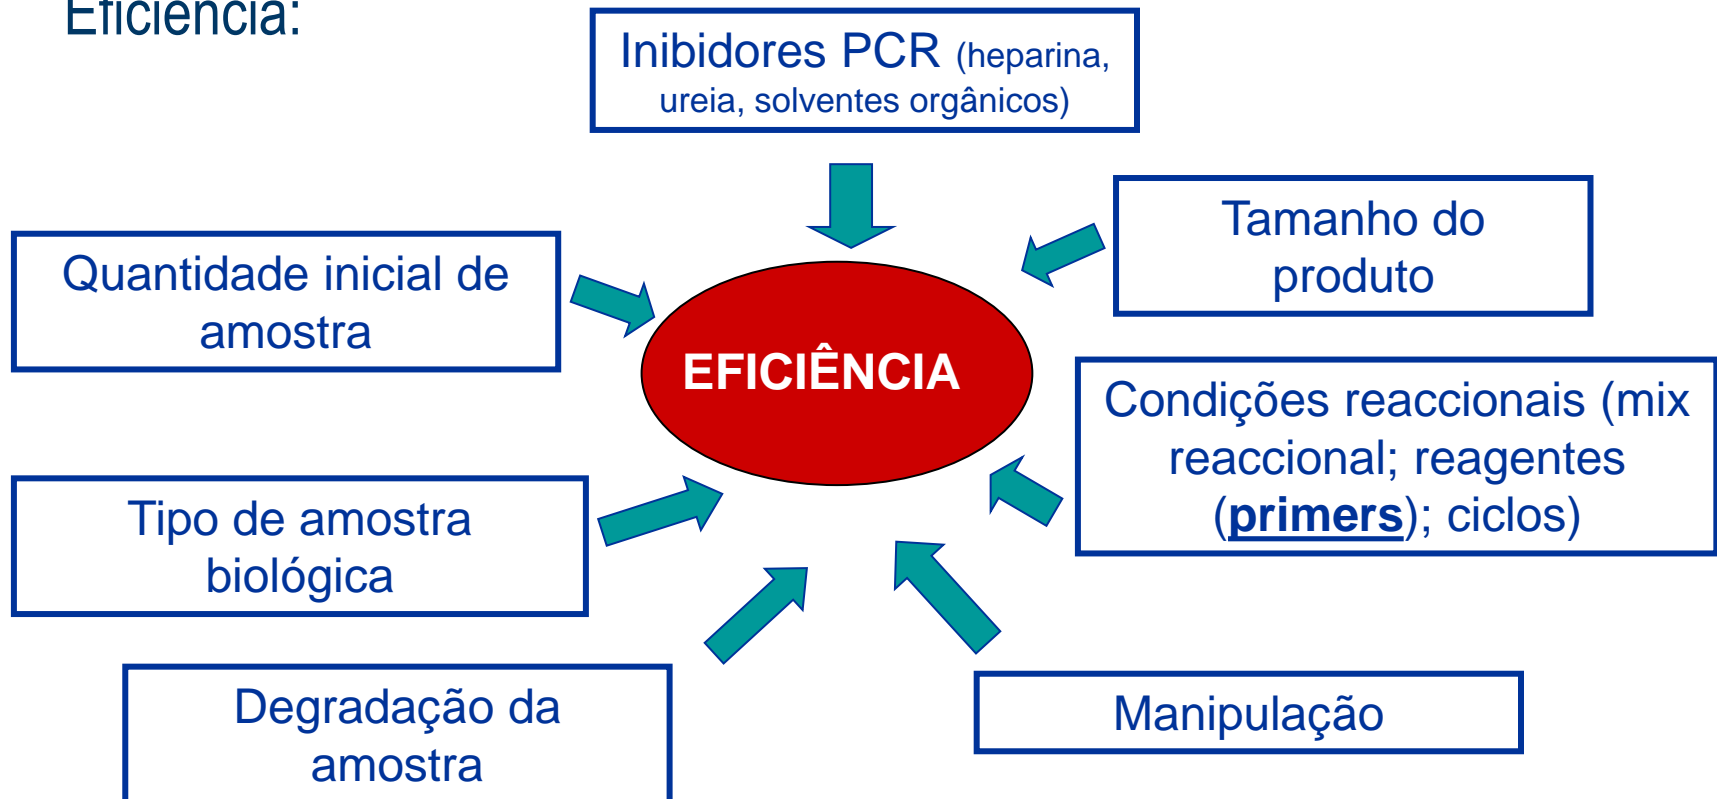 Eficiência:
Inibidores PCR (heparina,
ureia, solventes orgânicos)
Tamanho do
produto
Quantidade inicial de
amostra
EFICIÊNCIA
Condições reaccionais (mix
reaccional; reagentes
(primers); ciclos)
Tipo de amostra
biológica
Degradação da
amostra
Manipulação